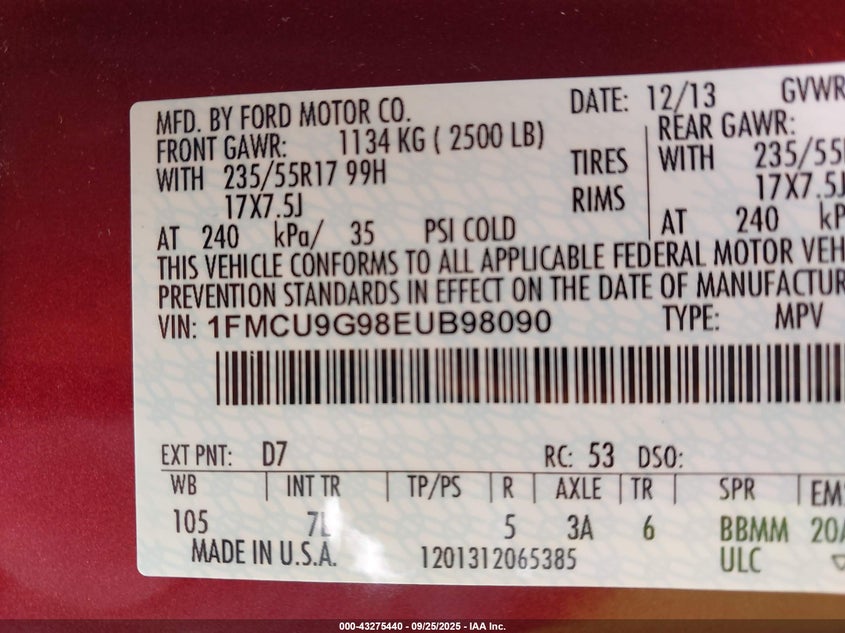 MFD. BY FORD MOTOR CO. DATE: 12/13 GVWR
FRONT GAWR: 1134 KG ( 2500 LB) REAR GAWR:
WITH 235/55R17 99H TIRES WITH 235/55
17X7.5J RIMS 17X7.5J
AT 240 kPa/ 35 PSI COLD AT 240 kP
THIS VEHICLE CONFORMS TO ALL APPLICABLE FEDERAL MOTOR VEH
PREVENTION STANDARDS IN EFFECT ON THE DATE OF MANUFACTUR
VIN: 1FMCU9G98EUB98090 TYPE: MPV
EXT PNT: D7 RC: 53 DSO:
WB INT TR TP/PS R AXLE TR SPR
105 5 3A 6 BBMM 20A
MADE IN U.S.A. 1201312065385 ULC
000-43275440 - 09/25/2025 - IAA Inc.